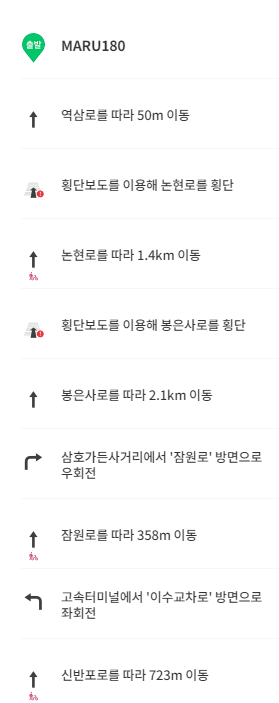 출발
MARU180
역삼로를 따라 50m 이동
횡단보도를 이용해 논현로를 횡단
논현로를 따라 1.4km 이동
횡단보도를 이용해 봉은사로를 횡단
봉은사로를 따라 2.1km 이동
삼호가든사거리에서 '잠원로' 방면으로
우회전
잠원로를 따라 358m 이동
고속터미널에서 '이수교차로' 방면으로
좌회전
신반포로를 따라 723m 이동